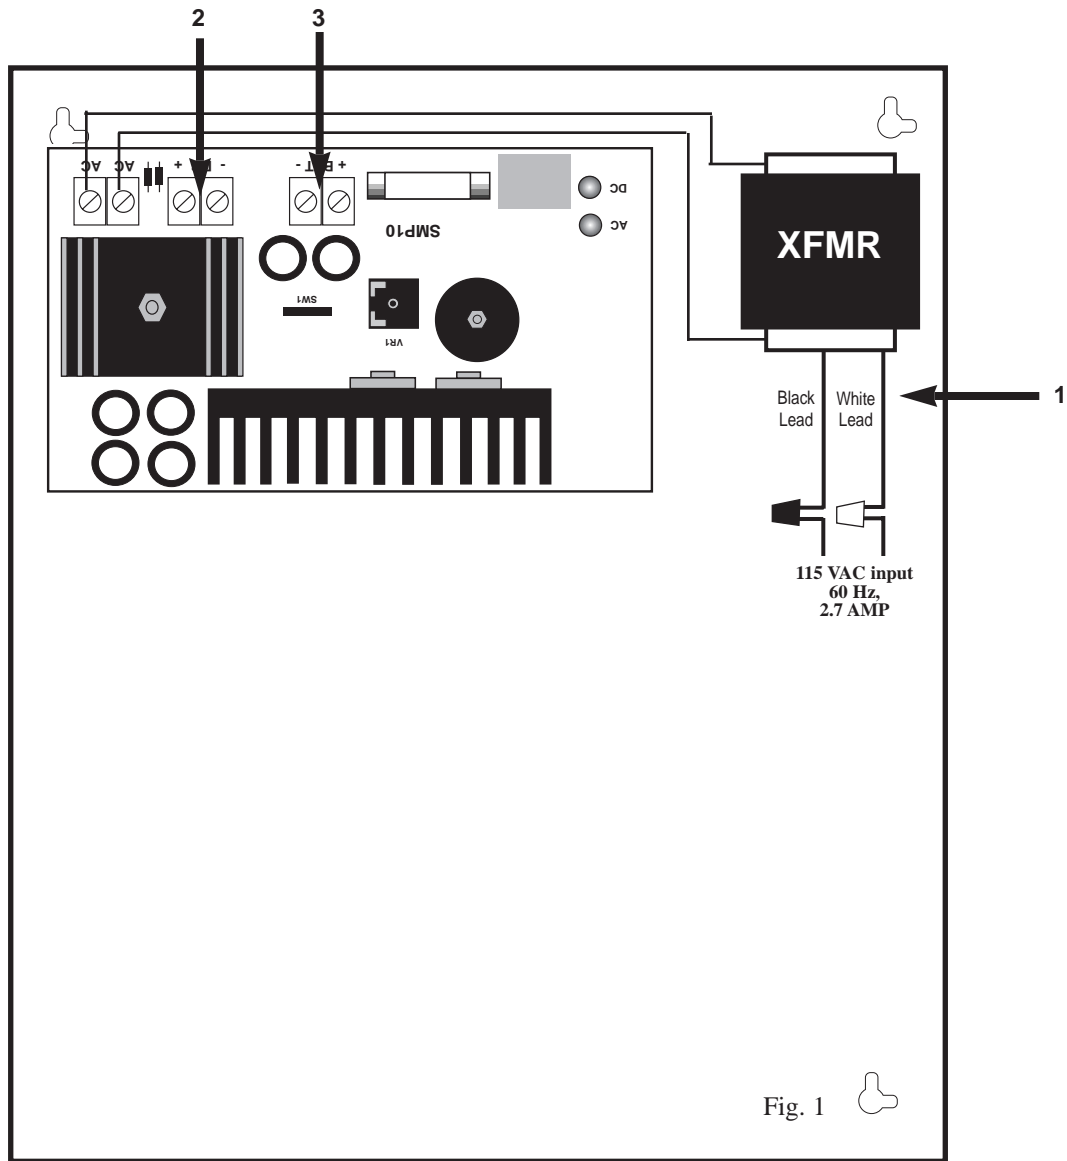 2
3
AC
AC
+
-
-
+
DC
AC
SMP10
SW1
VR1
XFMR
1
Black
Lead
White
Lead
115 VAC input
60 Hz,
2.7 AMP
Fig. 1